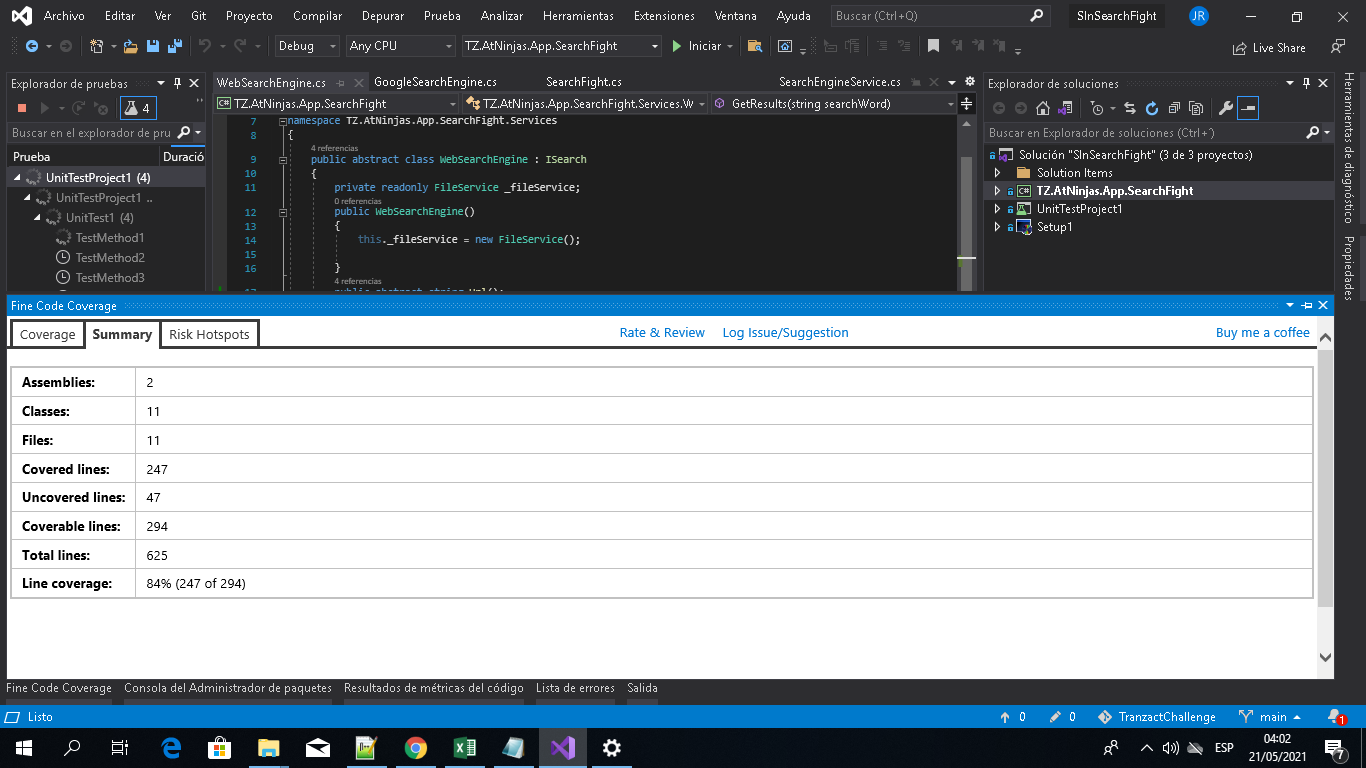 Archivo Editar Ver Git Proyecto Compilar Depurar Prueba Analizar Herramientas Extensiones Ventana Ayuda Buscar (Ctrl+Q) SlnSearchFight JR
Debug Any CPU TZ.AtNinjas.App.SearchFight Iniciar Live Share
Explorador de pruebas
4
Buscar en el explorador de pru
Prueba Duració
UnitTestProject1 (4)
UnitTestProject1 ..
UnitTest1 (4)
TestMethod1
TestMethod2
TestMethod3
WebSearchEngine.cs GoogleSearchEngine.cs SearchFight.cs SearchEngineService.cs
TZ.AtNinjas.App.SearchFight TZ.AtNinjas.App.SearchFight.Services.W GetResults(string searchWord)
7 namespace TZ.AtNinjas.App.SearchFight.Services
8 {
4 referencias
9 public abstract class WebSearchEngine : ISearch
10 {
11 private readonly FileService _fileService;
0 referencias
12 public WebSearchEngine()
13 {
14 this._fileService = new FileService();
15
16 }
4 referencias
17 public abstract string Url();
Explorador de soluciones
Buscar en Explorador de soluciones (Ctrl+´)
Solución "SlnSearchFight" (3 de 3 proyectos)
Solution Items
TZ.AtNinjas.App.SearchFight
UnitTestProject1
Setup1
Herramientas de diagnóstico
Propiedades
Fine Code Coverage
Coverage Summary Risk Hotspots Rate & Review Log Issue/Suggestion Buy me a coffee
Assemblies: 2
Classes: 11
Files: 11
Covered lines: 247
Uncovered lines: 47
Coverable lines: 294
Total lines: 625
Line coverage: 84% (247 of 294)
Fine Code Coverage Consola del Administrador de paquetes Resultados de métricas del código Lista de errores Salida
Listo 0 0 TranzactChallenge main 1
ESP 04:02
21/05/2021 7